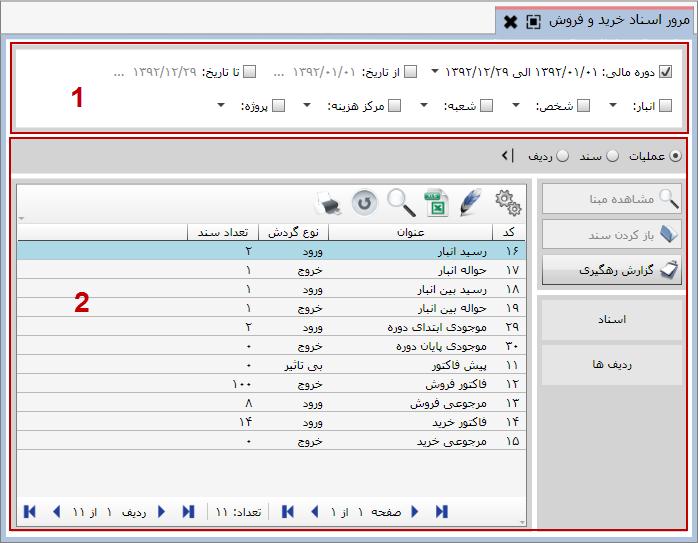 مرور اسناد خرید و فروش
دوره مالی: ۱۳۹۲/۰۱/۰۱ الی ۱۳۹۲/۱۲/۲۹ از تاریخ: ۱۳۹۲/۰۱/۰۱ ... تا تاریخ: ۱۳۹۲/۱۲/۲۹ ...
انبار: شخص: شعبه: مرکز هزینه: پروژه:
1
عملیات سند ردیف
مشاهده مبنا
باز کردن سند
گزارش رهگیری
اسناد
ردیف ها
کد عنوان نوع گردش تعداد سند
۱۶ رسید انبار ورود ۲
۱۷ حواله انبار خروج ۱
۱۸ رسید بین انبار ورود ۱
۱۹ حواله بین انبار خروج ۱
۲۹ موجودی ابتدای دوره ورود ۲
۳۰ موجودی پایان دوره خروج ۰
۱۱ پیش فاکتور بی تاثیر ۰
۱۲ فاکتور فروش خروج ۱۰۰
۱۳ مرجوعی فروش ورود ۸
۱۴ فاکتور خرید ورود ۱۴
۱۵ مرجوعی خرید خروج ۰
2
صفحه ۱ از ۱ تعداد: ۱۱ ردیف ۱ از ۱۱